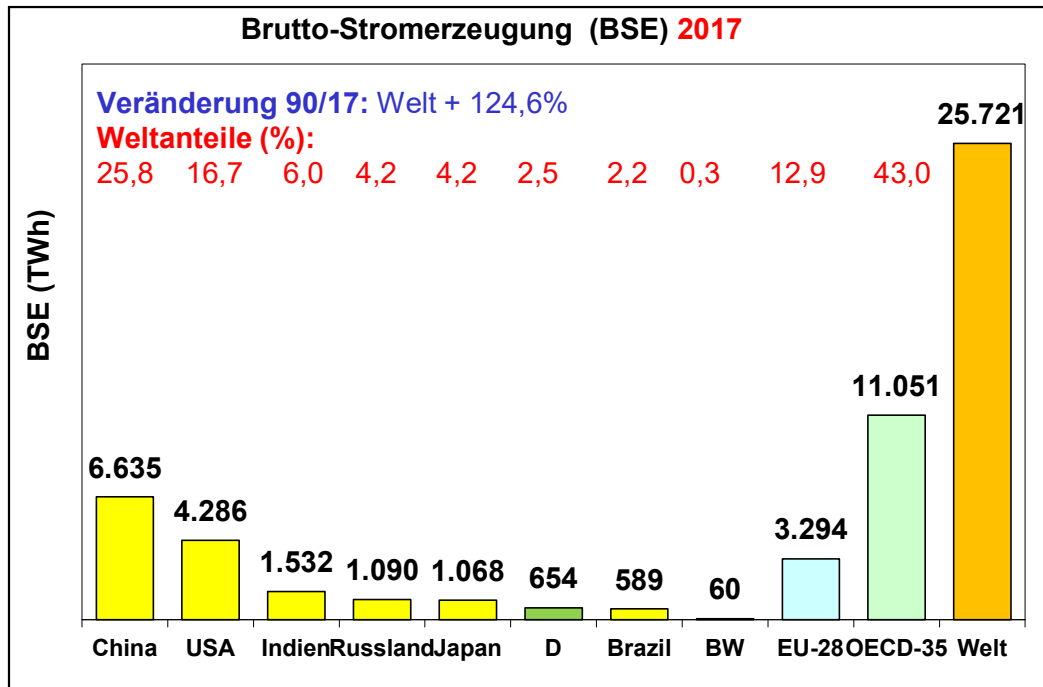 Brutto-Stromerzeugung (BSE) 2017
Veränderung 90/17: Welt + 124,6%
Weltanteile (%):
25,8 16,7 6,0 4,2 4,2 2,5 2,2 0,3 12,9 43,0
BSE (TWh)
6.635 4.286 1.532 1.090 1.068 654 589 60 3.294 11.051 25.721
China USA Indien Russland Japan D Brazil BW EU-28 OECD-35 Welt